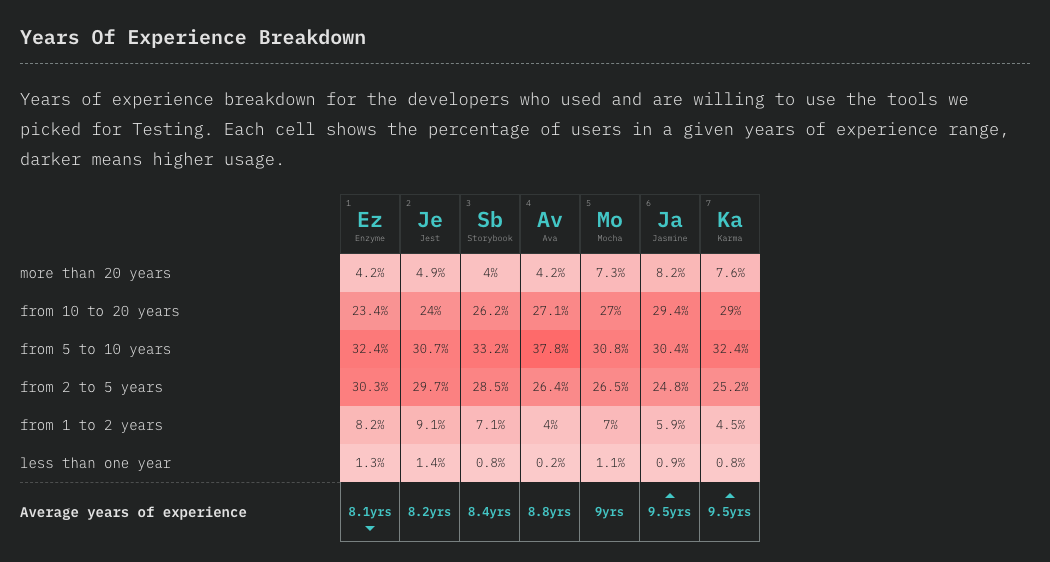 Years Of Experience Breakdown
Years of experience breakdown for the developers who used and are willing to use the tools we
picked for Testing. Each cell shows the percentage of users in a given years of experience range,
darker means higher usage.
1 2 3 4 5 6 7
Ez Je Sb Av Mo Ja Ka
Enzyme Jest Storybook Ava Mocha Jasmine Karma
more than 20 years 4.2% 4.9% 4% 4.2% 7.3% 8.2% 7.6%
from 10 to 20 years 23.4% 24% 26.2% 27.1% 27% 29.4% 29%
from 5 to 10 years 32.4% 30.7% 33.2% 37.8% 30.8% 30.4% 32.4%
from 2 to 5 years 30.3% 29.7% 28.5% 26.4% 26.5% 24.8% 25.2%
from 1 to 2 years 8.2% 9.1% 7.1% 4% 7% 5.9% 4.5%
less than one year 1.3% 1.4% 0.8% 0.2% 1.1% 0.9% 0.8%
Average years of experience 8.1yrs 8.2yrs 8.4yrs 8.8yrs 9yrs 9.5yrs 9.5yrs